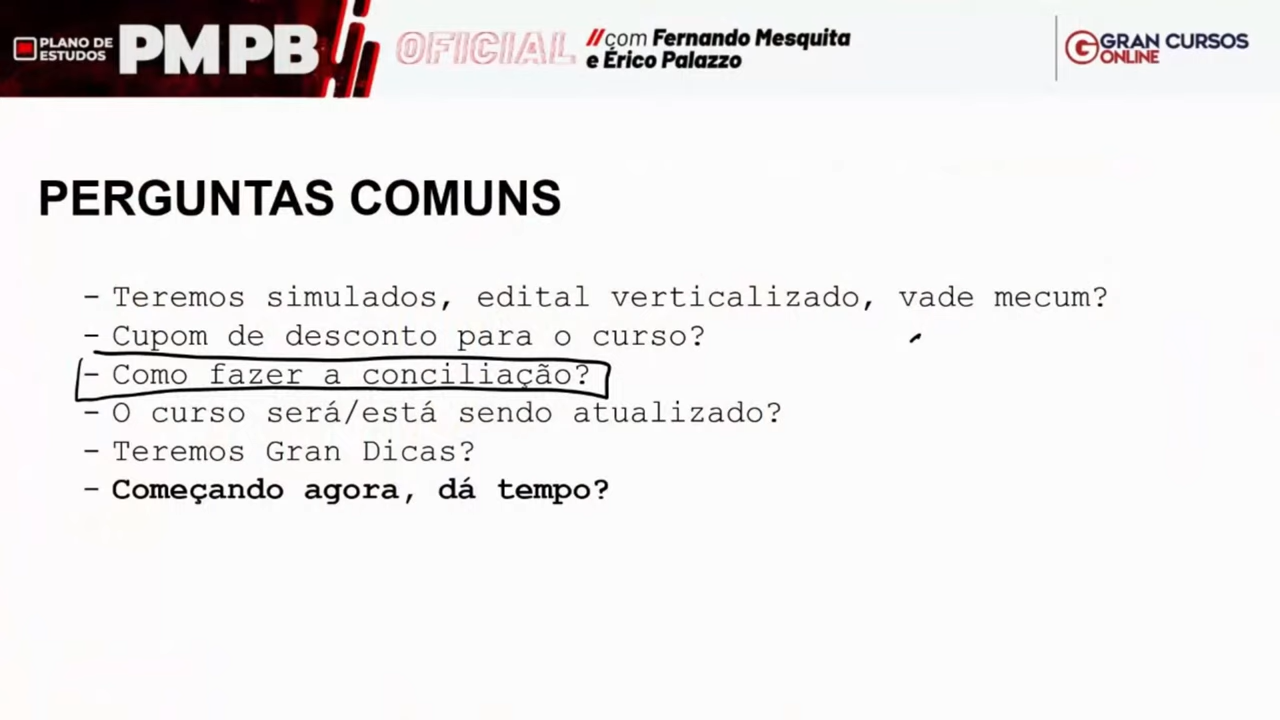 PLANO DE
ESTUDOS
PMPB
OFICIAL
//com Fernando Mesquita
e Érico Palazzo
GRAN CURSOS
ONLINE
PERGUNTAS COMUNS
- Teremos simulados, edital verticalizado, vade mecum?
- Cupom de desconto para o curso?
- Como fazer a conciliação?
- O curso será/está sendo atualizado?
- Teremos Gran Dicas?
- Começando agora, dá tempo?